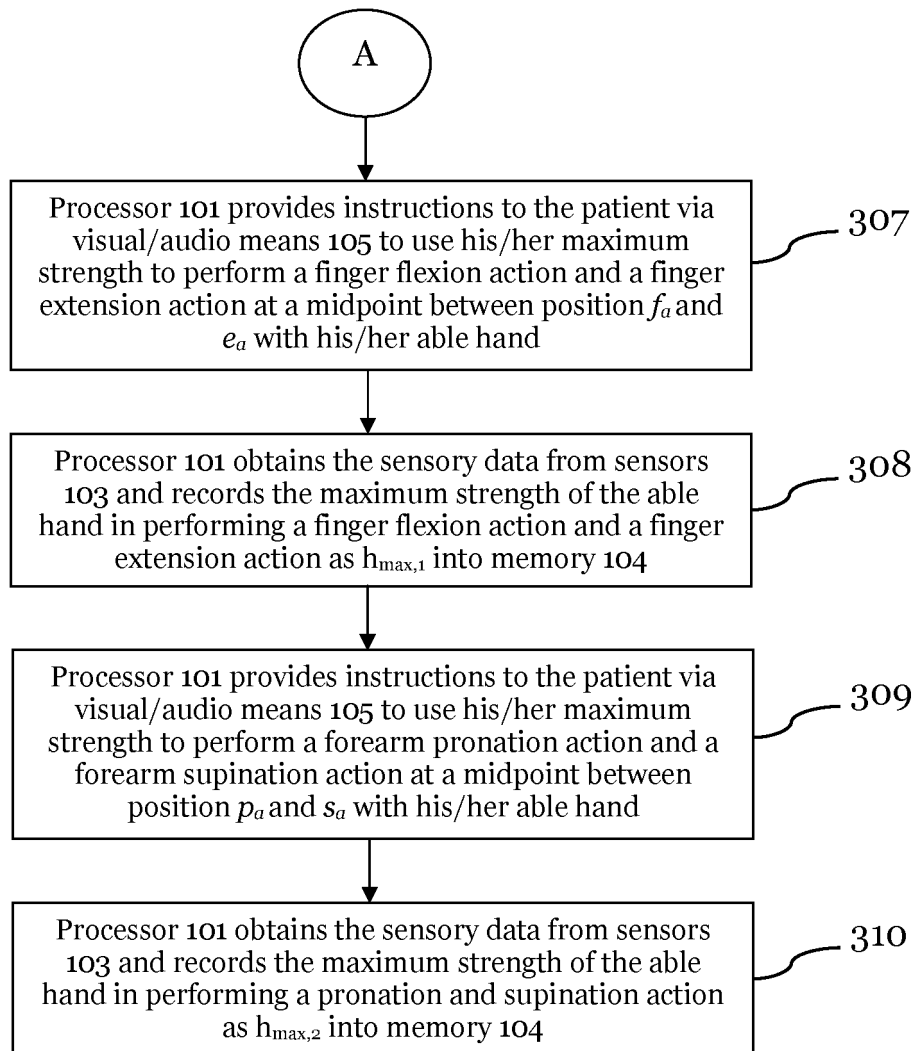 A
Processor 101 provides instructions to the patient via
visual/audio means 105 to use his/her maximum
strength to perform a finger flexion action and a finger
extension action at a midpoint between position fₐ and
eₐ with his/her able hand
307
Processor 101 obtains the sensory data from sensors
103 and records the maximum strength of the able
hand in performing a finger flexion action and a finger
extension action as hₘₐₓ,₁ into memory 104
308
Processor 101 provides instructions to the patient via
visual/audio means 105 to use his/her maximum
strength to perform a forearm pronation action and a
forearm supination action at a midpoint between
position pₐ and sₐ with his/her able hand
309
Processor 101 obtains the sensory data from sensors
103 and records the maximum strength of the able
hand in performing a pronation and supination action
as hₘₐₓ,₂ into memory 104
310